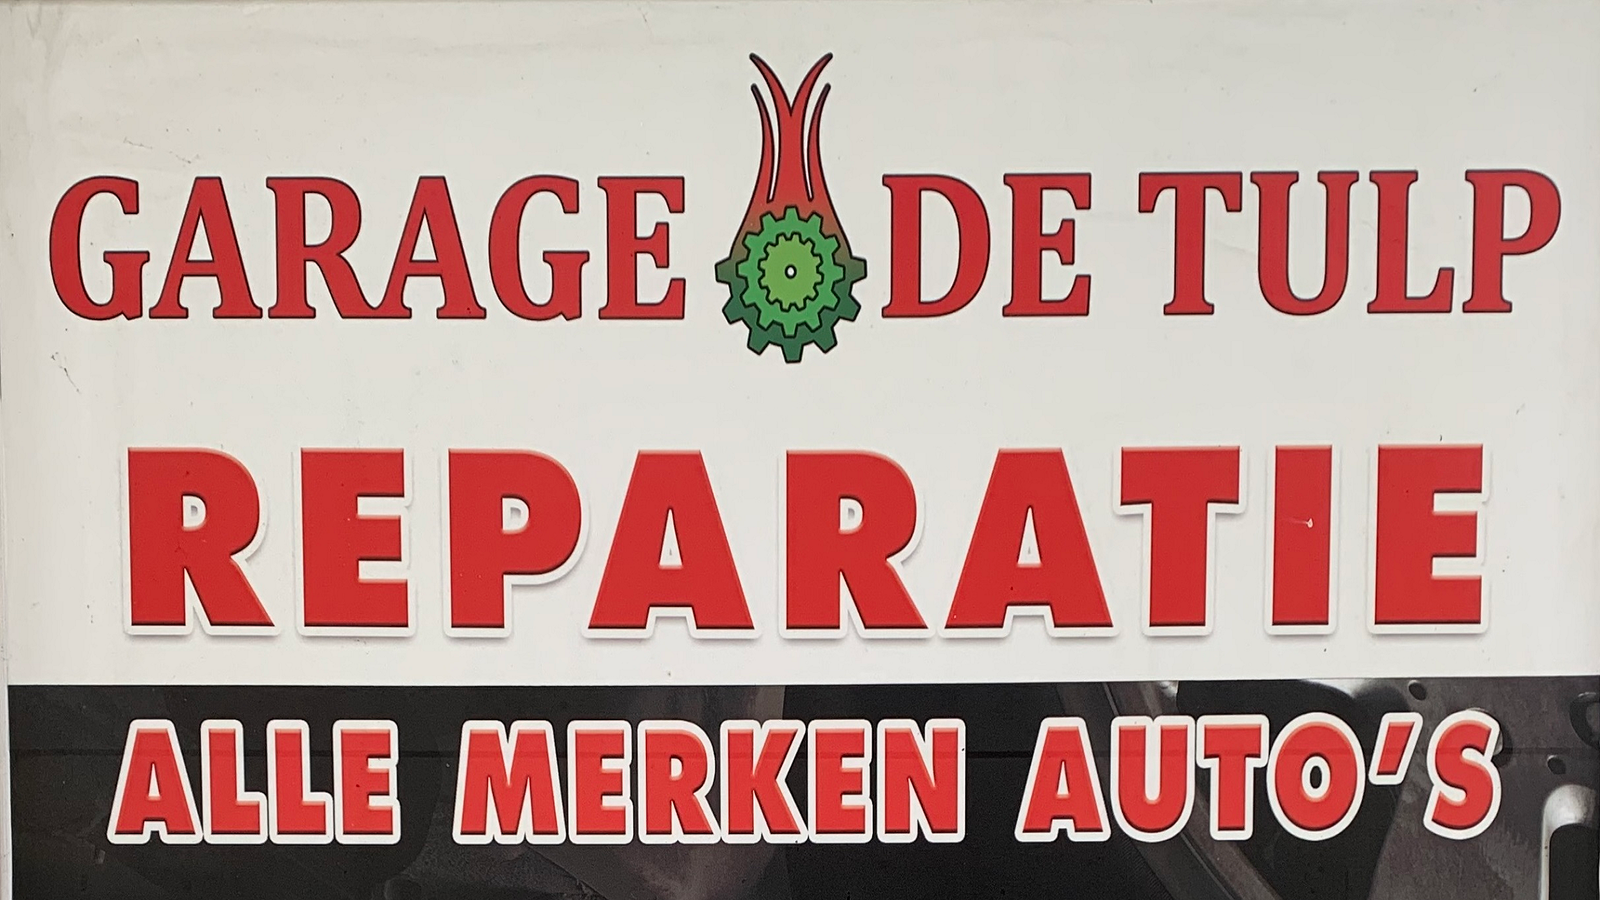 GARAGE DE TULP
REPARATIE
ALLE MERKEN AUTO'S